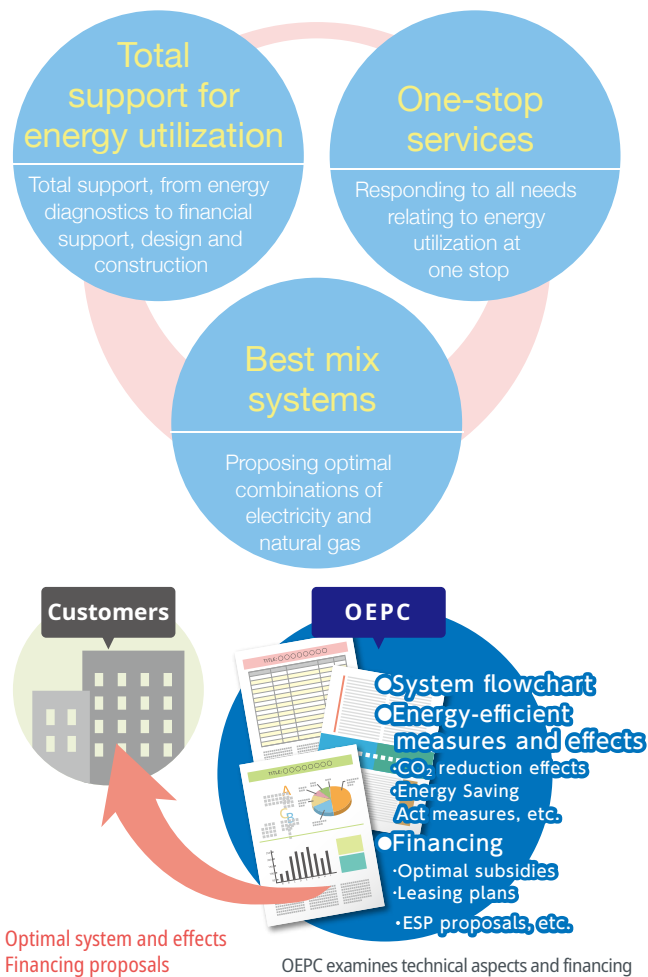 Total
support for
energy utilization
Total support, from energy
diagnostics to financial
support, design and
construction
One-stop
services
Responding to all needs
relating to energy
utilization at
one stop
Best mix
systems
Proposing optimal
combinations of
electricity and
natural gas
Customers
OEPC
TITLE:○○○○○○○○
TITLE:○○○○○○○○
A
B
●System flowchart
●Energy-efficient
measures and effects
·CO₂ reduction effects
·Energy Saving
Act measures, etc.
●Financing
·Optimal subsidies
·Leasing plans
·ESP proposals, etc.
Optimal system and effects
Financing proposals
OEPC examines technical aspects and financing